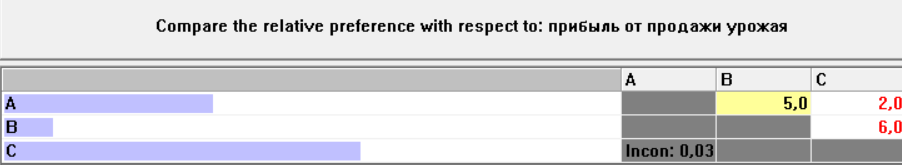 Compare the relative preference with respect to: прибыль от продажи урожая
A B C
A 5,0 2,0
B 6,0
C Incon: 0,03